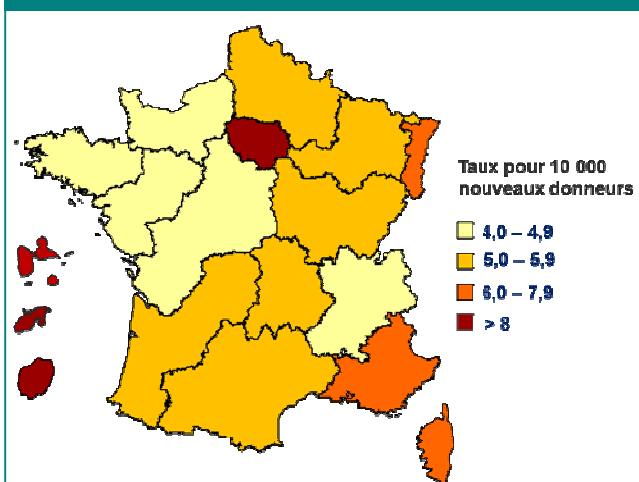 Taux pour 10 000
nouveaux donneurs
4,0 – 4,9
5,0 – 5,9
6,0 – 7,9
> 8